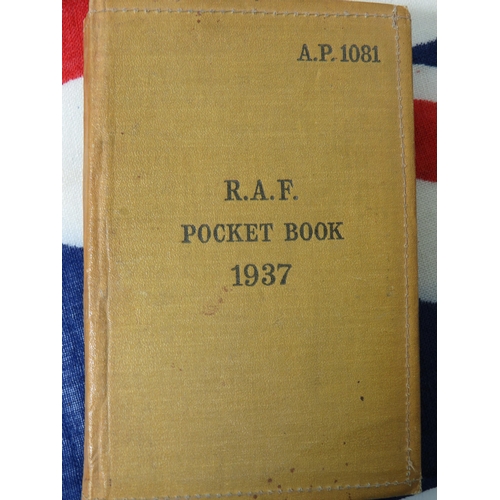 A.P. 1081
R.A.F.
POCKET BOOK
1937